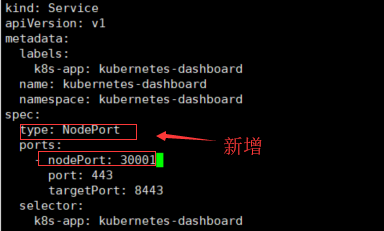 kind: Service
apiVersion: v1
metadata:
  labels:
    k8s-app: kubernetes-dashboard
  name: kubernetes-dashboard
  namespace: kubernetes-dashboard
spec:
  type: NodePort
新增
  ports:
    - nodePort: 30001
      port: 443
      targetPort: 8443
  selector:
    k8s-app: kubernetes-dashboard